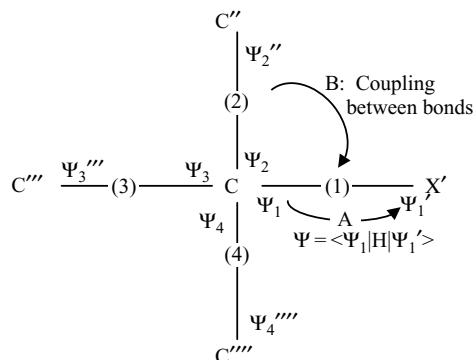 C''
Ψ₂''
B: Coupling
between bonds
(2)
Ψ₂
C''' Ψ₃''' (3) Ψ₃ C (1) X'
Ψ₁ Ψ₁'
Ψ₄ A
Ψ = <Ψ₁|H|Ψ₁'>
(4)
Ψ₄''''
C''''